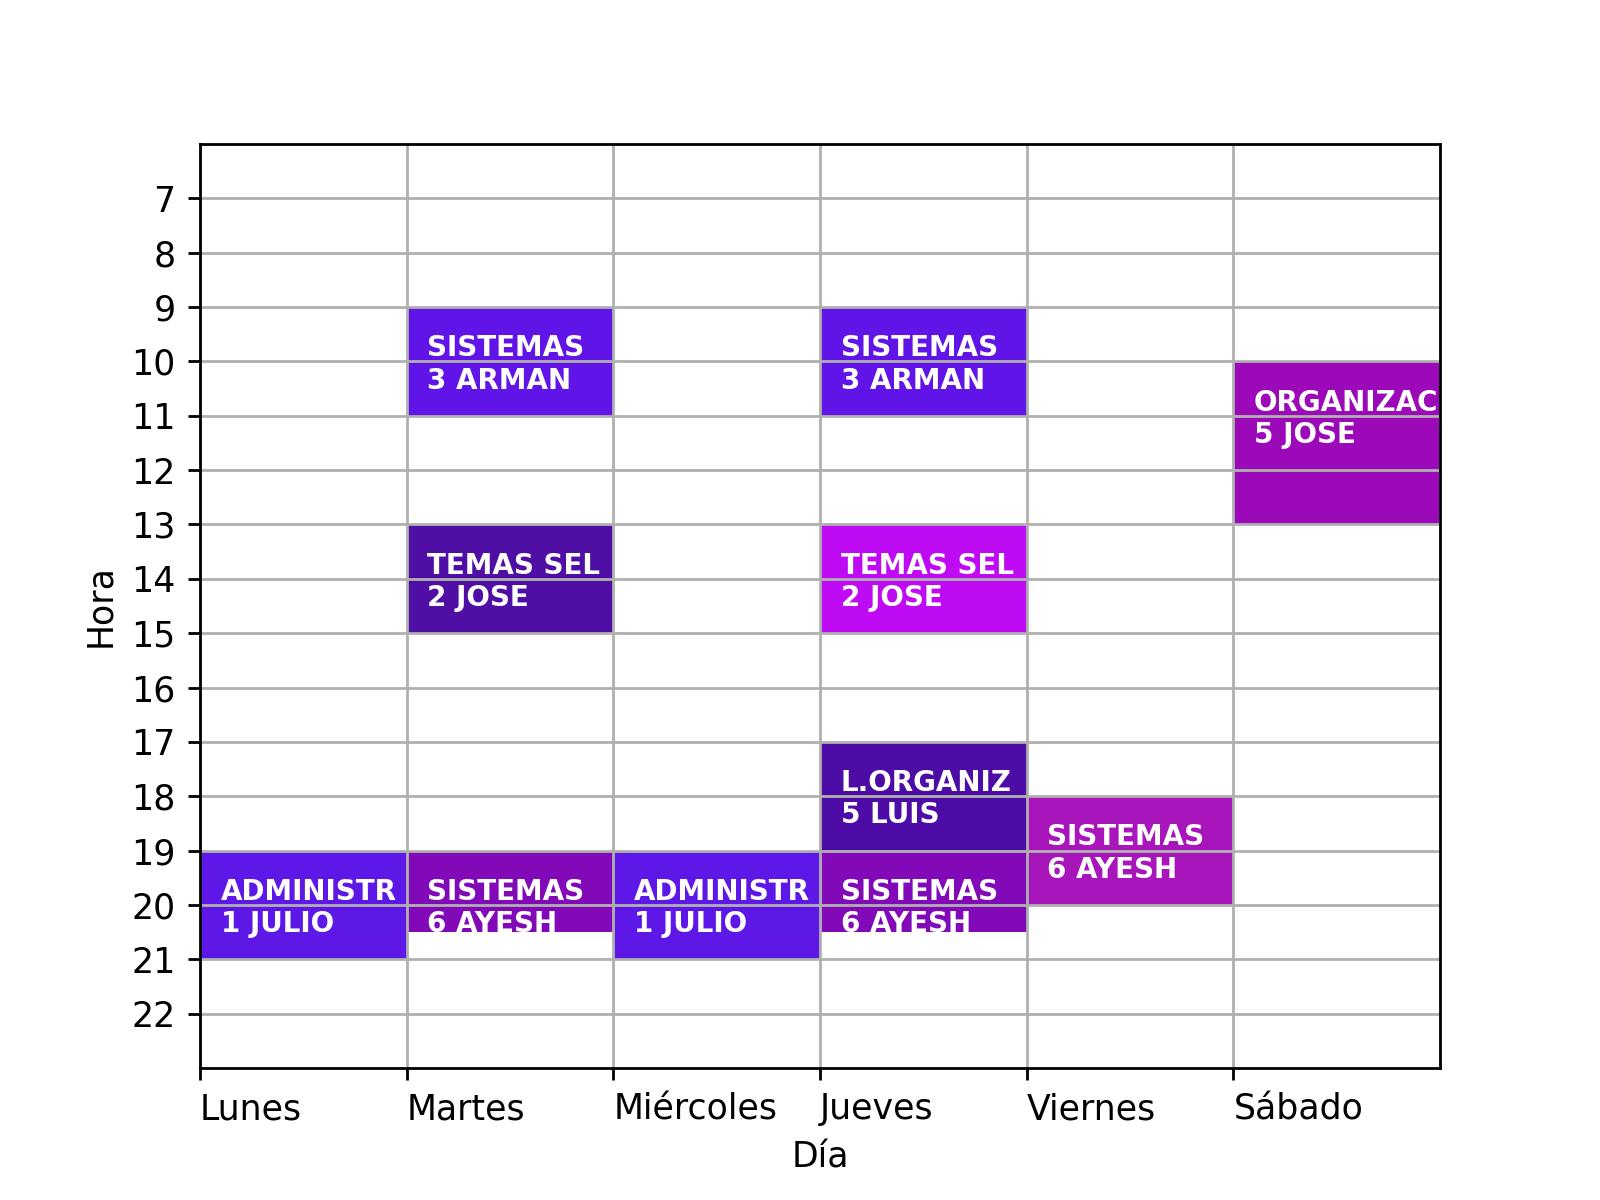 7
8
9
SISTEMAS
3 ARMAN
SISTEMAS
3 ARMAN
10
ORGANIZAC
5 JOSE
11
12
13
TEMAS SEL
2 JOSE
TEMAS SEL
2 JOSE
14
Hora
15
16
17
L.ORGANIZ
5 LUIS
18
SISTEMAS
6 AYESH
19
ADMINISTR
1 JULIO
SISTEMAS
6 AYESH
ADMINISTR
1 JULIO
SISTEMAS
6 AYESH
20
21
22
Lunes
Martes
Miércoles
Jueves
Viernes
Sábado
Día